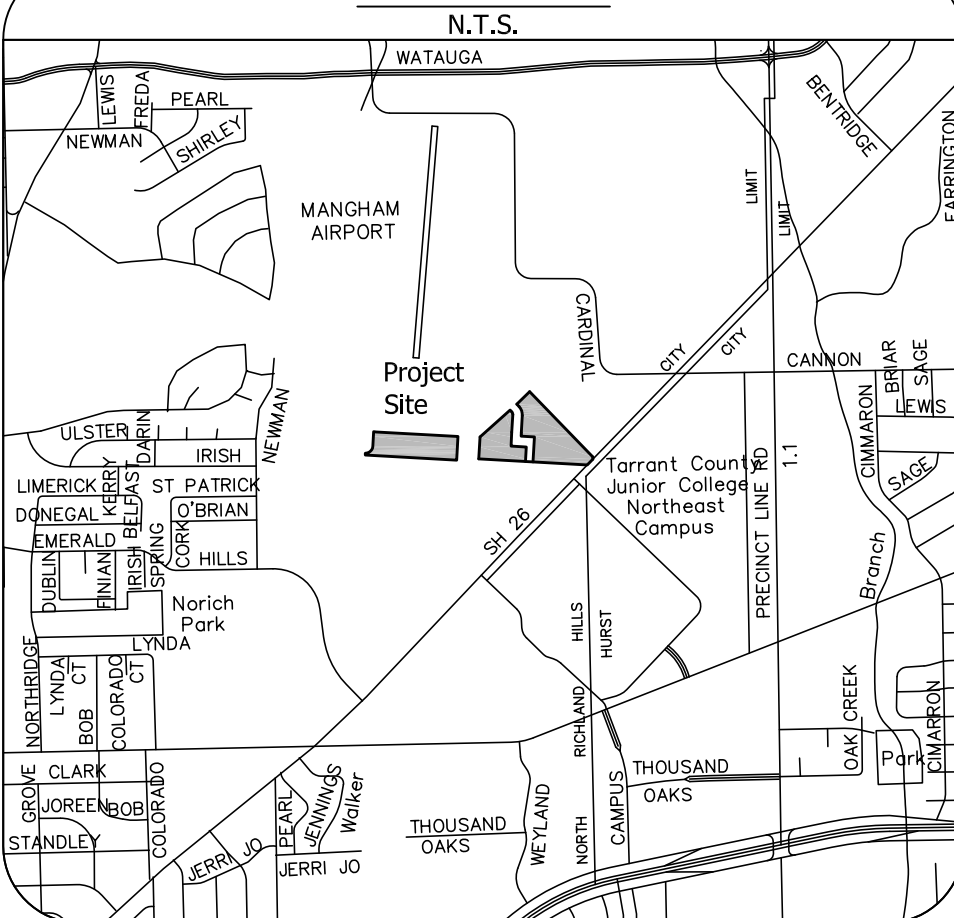 N.T.S.
WATAUGA
LEWIS
FREDA
PEARL
NEWMAN
SHIRLEY
BENTRIDGE
FARRINGTON
MANGHAM
AIRPORT
LIMIT
LIMIT
CARDINAL
CITY
CITY
CANNON
BRIAR
SAGE
LEWIS
CIMMARON
SAGE
Project
Site
NEWMAN
ULSTER
DARIN
IRISH
LIMERICK
KERRY
BELFAST
ST PATRICK
DONEGAL
O'BRIAN
EMERALD
CORK
HILLS
DUBLIN
FINIAN
IRISH
SPRING
SH 26
Tarrant County
Junior College
Northeast
Campus
PRECINCT LINE RD
1.1
Branch
Norich
Park
LYNDA
NORTHRIDGE
LYNDA
CT
BOB
COLORADO
CT
HILLS
HURST
RICHLAND
NORTH
OAK CREEK
Park
CIMARRON
GROVE
CLARK
JOREEN
BOB
STANDLEY
COLORADO
JERRI JO
PEARL
JENNINGS
Walker
JERRI JO
THOUSAND
OAKS
WEYLAND
CAMPUS
THOUSAND
OAKS